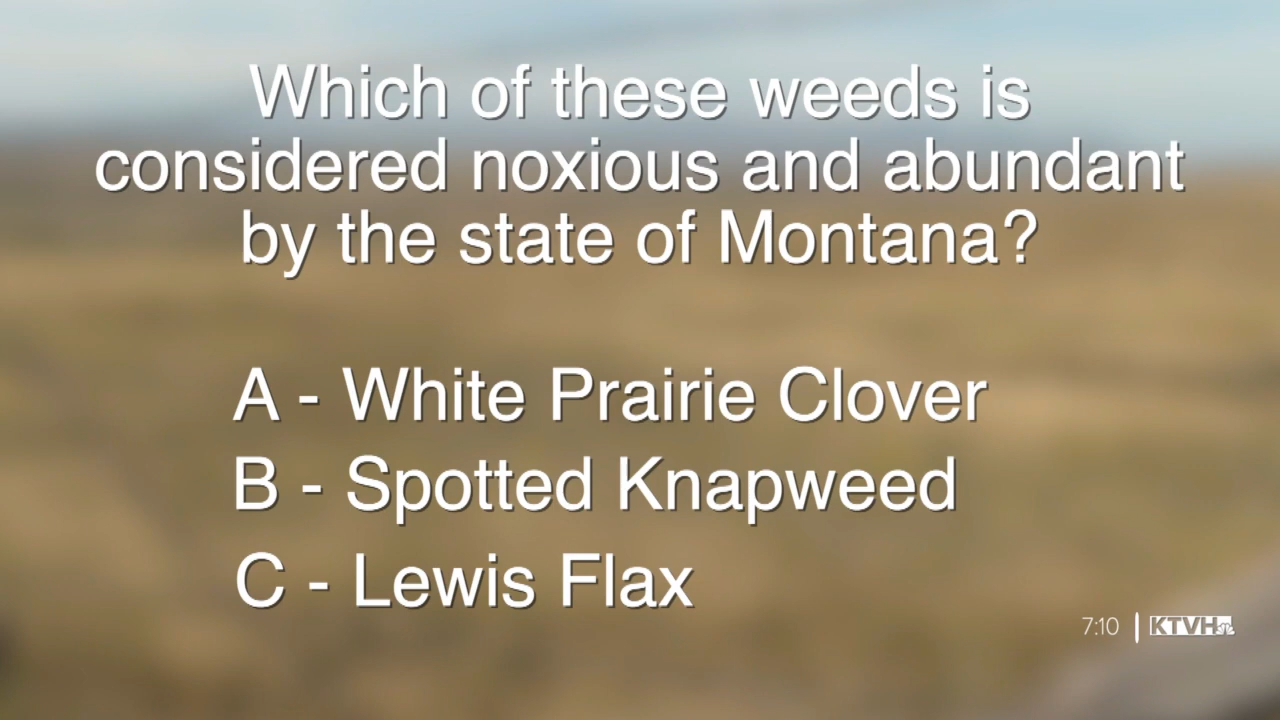 Which of these weeds is
considered noxious and abundant
by the state of Montana?
A - White Prairie Clover
B - Spotted Knapweed
C - Lewis Flax
7:10 | KTVH